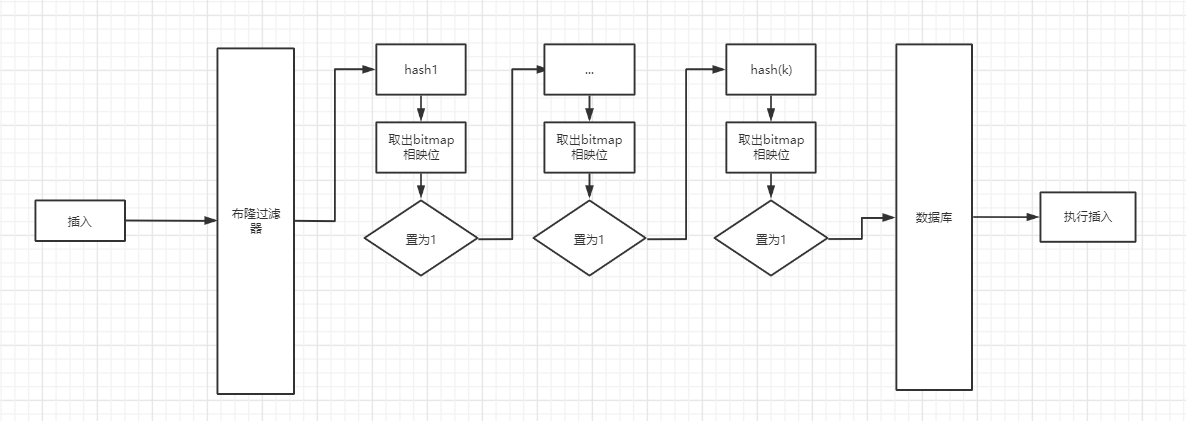 插入
布隆过滤
器
hash1
取出bitmap
相映位
置为1
...
取出bitmap
相映位
置为1
hash(k)
取出bitmap
相映位
置为1
数据库
执行插入